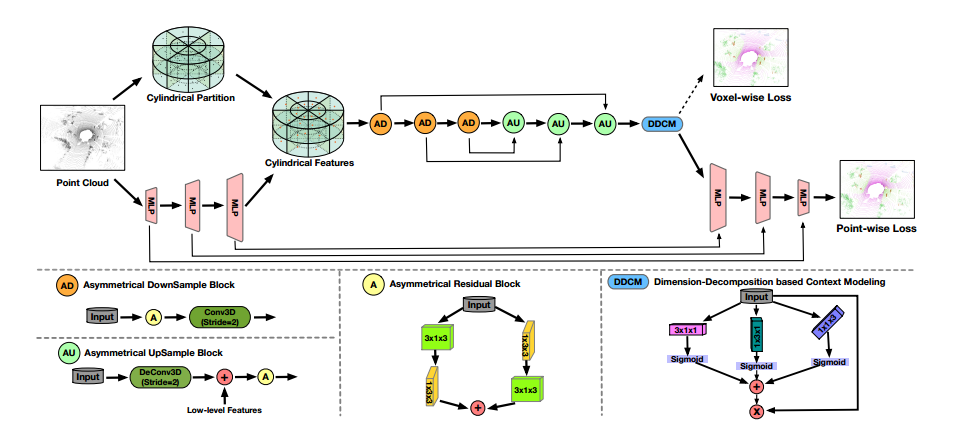 Cylindrical Partition
Voxel-wise Loss
AD
AD
AD
AU
AU
AU
DDCM
Cylindrical Features
Point Cloud
MLP
MLP
MLP
MLP
MLP
MLP
Point-wise Loss
AD Asymmetrical DownSample Block
Input
A
Conv3D
(Stride=2)
AU Asymmetrical UpSample Block
Input
DeConv3D
(Stride=2)
+
A
Low-level Features
A Asymmetrical Residual Block
Input
3x1x3
1x3x3
1x3x3
3x1x3
+
DDCM Dimension-Decomposition based Context Modeling
Input
3x1x1
1x3x1
1x1x3
Sigmoid
Sigmoid
Sigmoid
+
x